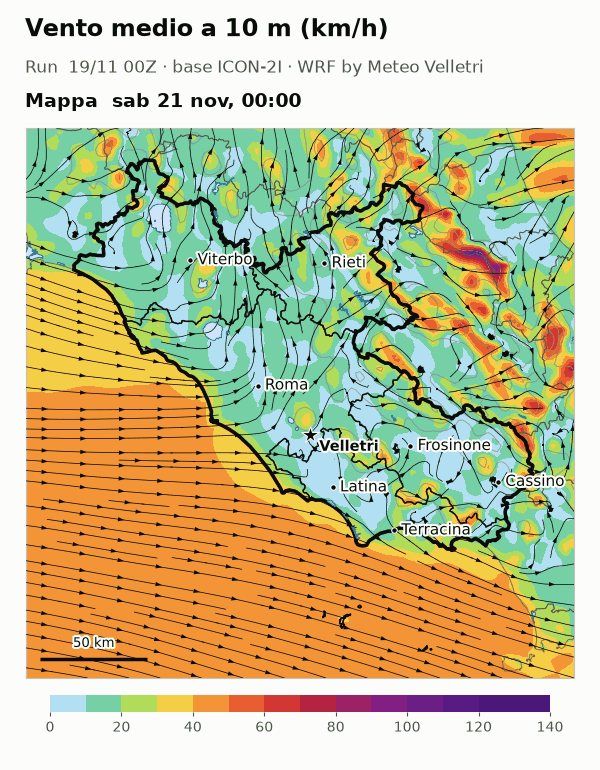 Vento medio a 10 m (km/h)
Run 19/11 00Z · base ICON-2I · WRF by Meteo Velletri
Mappa sab 21 nov, 00:00
Viterbo
Rieti
Roma
Velletri
Frosinone
Cassino
Latina
Terracina
50 km
0 20 40 60 80 100 120 140